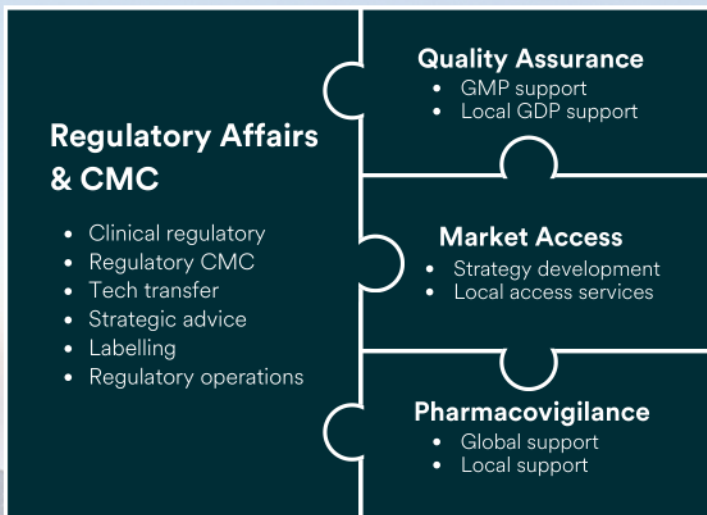 Regulatory Affairs
& CMC
• Clinical regulatory
• Regulatory CMC
• Tech transfer
• Strategic advice
• Labelling
• Regulatory operations
Quality Assurance
• GMP support
• Local GDP support
Market Access
• Strategy development
• Local access services
Pharmacovigilance
• Global support
• Local support